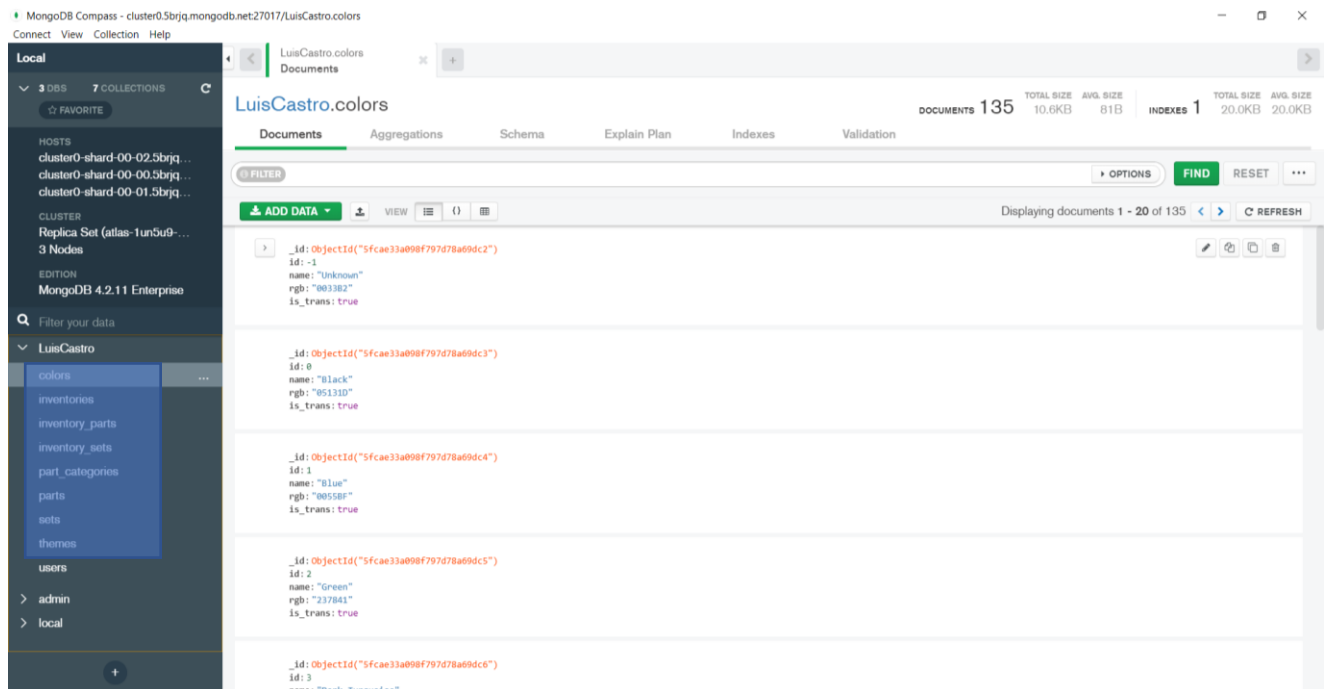 MongoDB Compass - cluster0.5brjq.mongodb.net:27017/LuisCastro.colors
Connect View Collection Help
Local
3 DBS 7 COLLECTIONS
FAVORITE
HOSTS
cluster0-shard-00-02.5brjq...
cluster0-shard-00-00.5brjq...
cluster0-shard-00-01.5brjq...
CLUSTER
Replica Set (atlas-1un5u9-...
3 Nodes
EDITION
MongoDB 4.2.11 Enterprise
Filter your data
LuisCastro
colors ...
inventories
inventory_parts
inventory_sets
part_categories
parts
sets
themes
users
admin
local
+
LuisCastro.colors
Documents
+
LuisCastro.colors
DOCUMENTS 135 TOTAL SIZE 10.6KB AVG. SIZE 81B INDEXES 1 TOTAL SIZE 20.0KB AVG. SIZE 20.0KB
Documents Aggregations Schema Explain Plan Indexes Validation
FILTER OPTIONS FIND RESET ...
ADD DATA VIEW {} Displaying documents 1 - 20 of 135 < > REFRESH
_id: ObjectId("5fcae33a098f797d78a69dc2")
id: -1
name: "Unknown"
rgb: "0033B2"
is_trans: true
_id: ObjectId("5fcae33a098f797d78a69dc3")
id: 0
name: "Black"
rgb: "05131D"
is_trans: true
_id: ObjectId("5fcae33a098f797d78a69dc4")
id: 1
name: "Blue"
rgb: "0055BF"
is_trans: true
_id: ObjectId("5fcae33a098f797d78a69dc5")
id: 2
name: "Green"
rgb: "237841"
is_trans: true
_id: ObjectId("5fcae33a098f797d78a69dc6")
id: 3